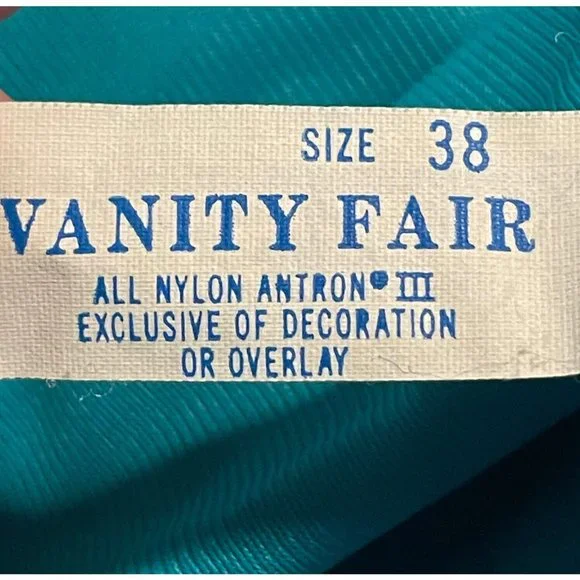 SIZE 38
VANITY FAIR
ALL NYLON ANTRON® III
EXCLUSIVE OF DECORATION
OR OVERLAY